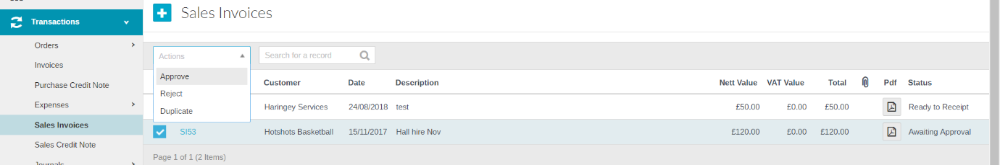 Sales Invoices
Transactions
Orders
Invoices
Purchase Credit Note
Expenses
Sales Invoices
Sales Credit Note
Journals
Actions
Search for a record
Approve
Reject
Duplicate
Customer Date Description Nett Value VAT Value Total Pdf Status
Haringey Services 24/08/2018 test £50.00 £0.00 £50.00 Ready to Receipt
SI53 Hotshots Basketball 15/11/2017 Hall hire Nov £120.00 £0.00 £120.00 Awaiting Approval
Page 1 of 1 (2 Items)